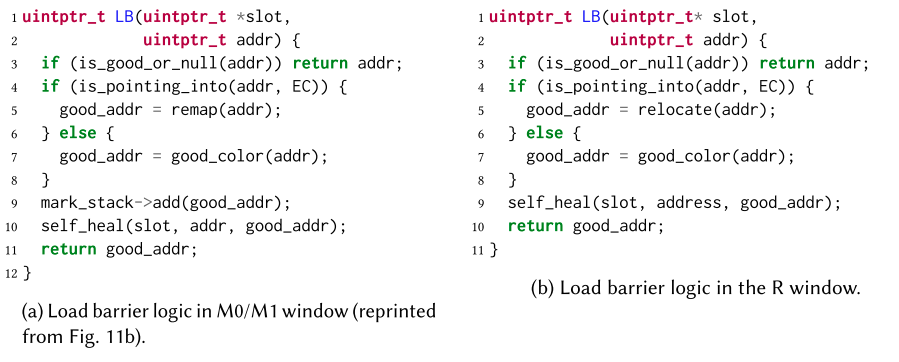 1 uintptr_t LB(uintptr_t *slot,
2 uintptr_t addr) {
3 if (is_good_or_null(addr)) return addr;
4 if (is_pointing_into(addr, EC)) {
5 good_addr = remap(addr);
6 } else {
7 good_addr = good_color(addr);
8 }
9 mark_stack->add(good_addr);
10 self_heal(slot, addr, good_addr);
11 return good_addr;
12 }
(a) Load barrier logic in M0/M1 window (reprinted
from Fig. 11b).
1 uintptr_t LB(uintptr_t* slot,
2 uintptr_t addr) {
3 if (is_good_or_null(addr)) return addr;
4 if (is_pointing_into(addr, EC)) {
5 good_addr = relocate(addr);
6 } else {
7 good_addr = good_color(addr);
8 }
9 self_heal(slot, address, good_addr);
10 return good_addr;
11 }
(b) Load barrier logic in the R window.